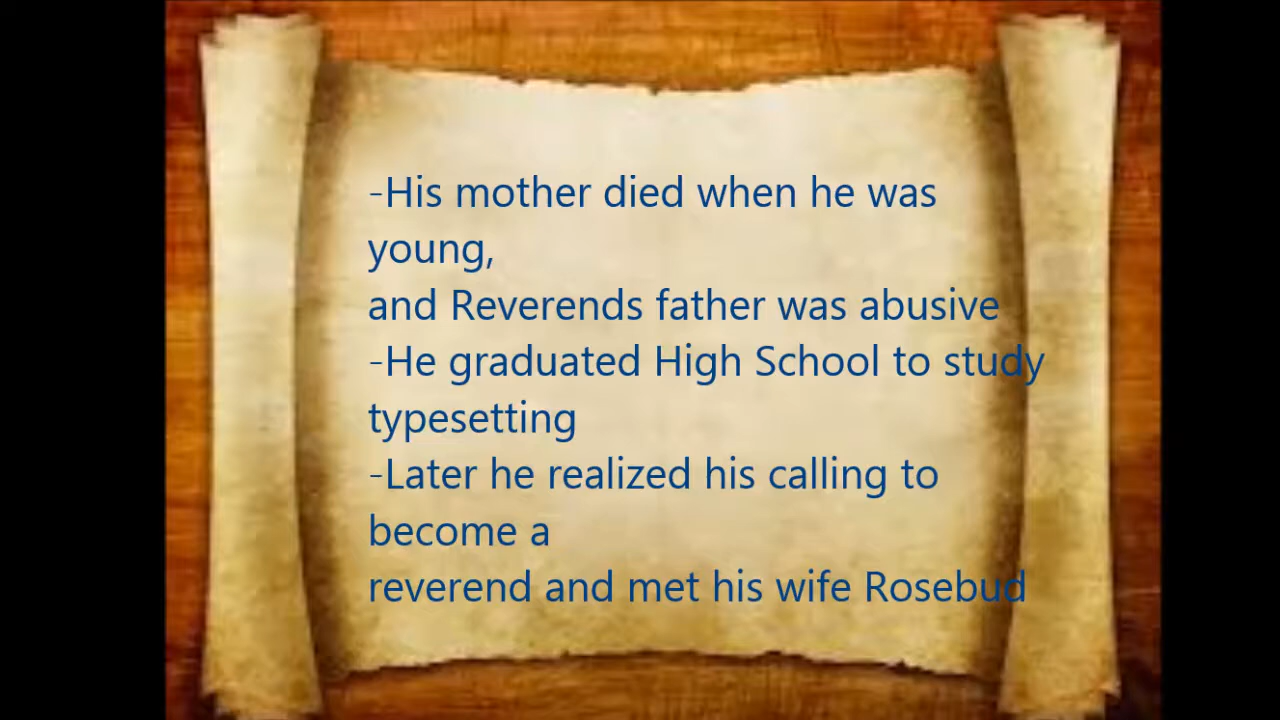 -His mother died when he was
young,
and Reverends father was abusive
-He graduated High School to study
typesetting
-Later he realized his calling to
become a
reverend and met his wife Rosebud